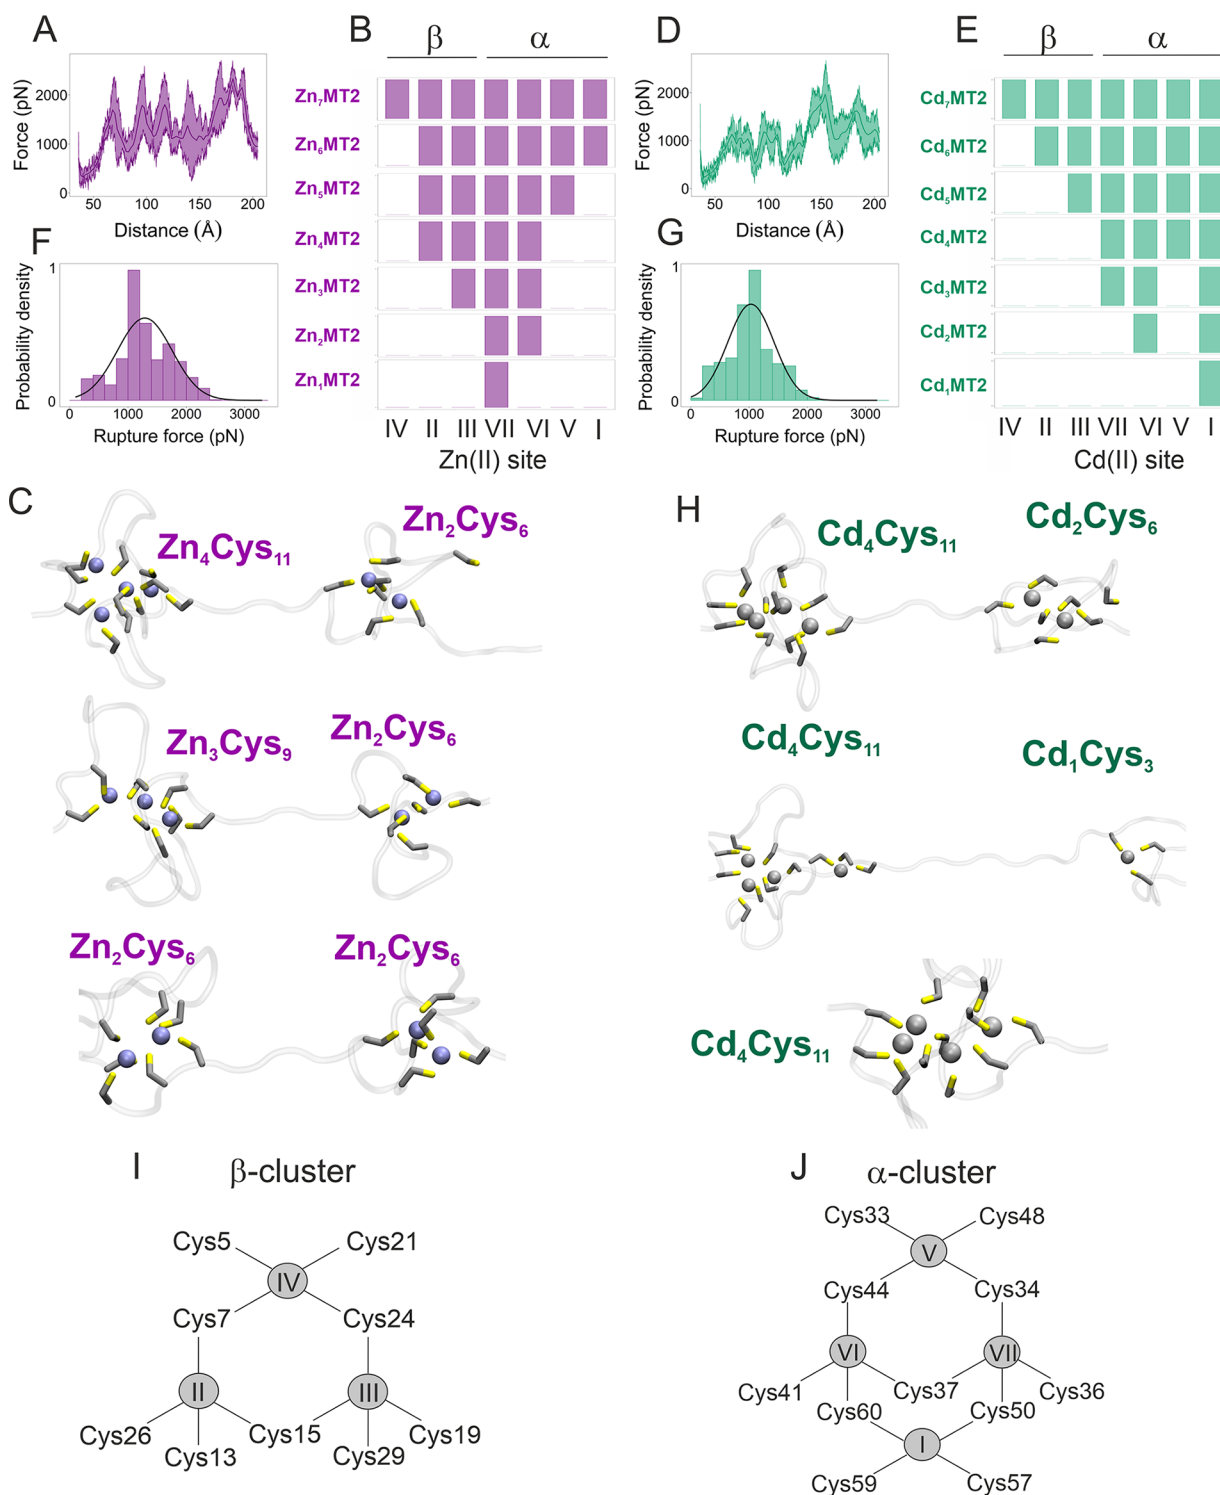 A
Force (pN)
2000
1000
0
50
100
150
200
Distance (Å)
B
β
α
Zn7MT2
Zn6MT2
Zn5MT2
Zn4MT2
Zn3MT2
Zn2MT2
Zn1MT2
IV II III VII VI V I
Zn(II) site
D
Force (pN)
2000
1000
0
50
100
150
200
Distance (Å)
E
β
α
Cd7MT2
Cd6MT2
Cd5MT2
Cd4MT2
Cd3MT2
Cd2MT2
Cd1MT2
IV II III VII VI V I
Cd(II) site
F
Probability density
1
0
0 1000 2000 3000
Rupture force (pN)
G
Probability density
1
0
0 1000 2000 3000
Rupture force (pN)
C
Zn4Cys11
Zn2Cys6
Zn3Cys9
Zn2Cys6
Zn2Cys6
Zn2Cys6
H
Cd4Cys11
Cd2Cys6
Cd4Cys11
Cd1Cys3
Cd4Cys11
I
β-cluster
Cys5
Cys21
IV
Cys7
Cys24
II
III
Cys26
Cys13
Cys15
Cys29
Cys19
J
α-cluster
Cys33
Cys48
V
Cys44
Cys34
VI
VII
Cys41
Cys37
Cys36
Cys60
Cys50
I
Cys59
Cys57